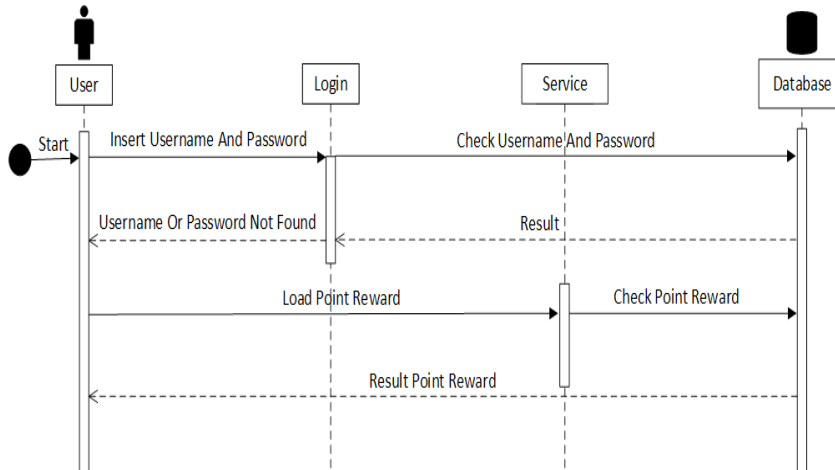 User
Login
Service
Database
Start
Insert Username And Password
Check Username And Password
Username Or Password Not Found
Result
Load Point Reward
Check Point Reward
Result Point Reward